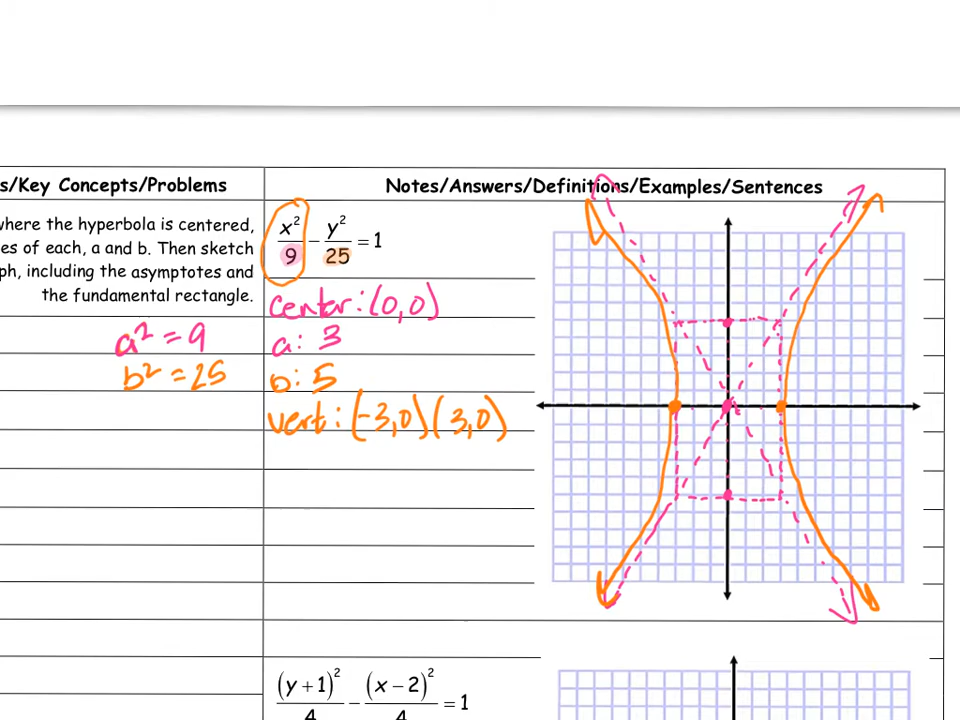 s/Key Concepts/Problems
Notes/Answers/Definitions/Examples/Sentences
where the hyperbola is centered,
es of each, a and b. Then sketch
ph, including the asymptotes and
the fundamental rectangle.
x²/9 − y²/25 = 1
center: (0,0)
a² = 9
a: 3
b² = 25
b: 5
vert: (-3,0) (3,0)
(y+1)²/4 − (x−2)²/4 = 1